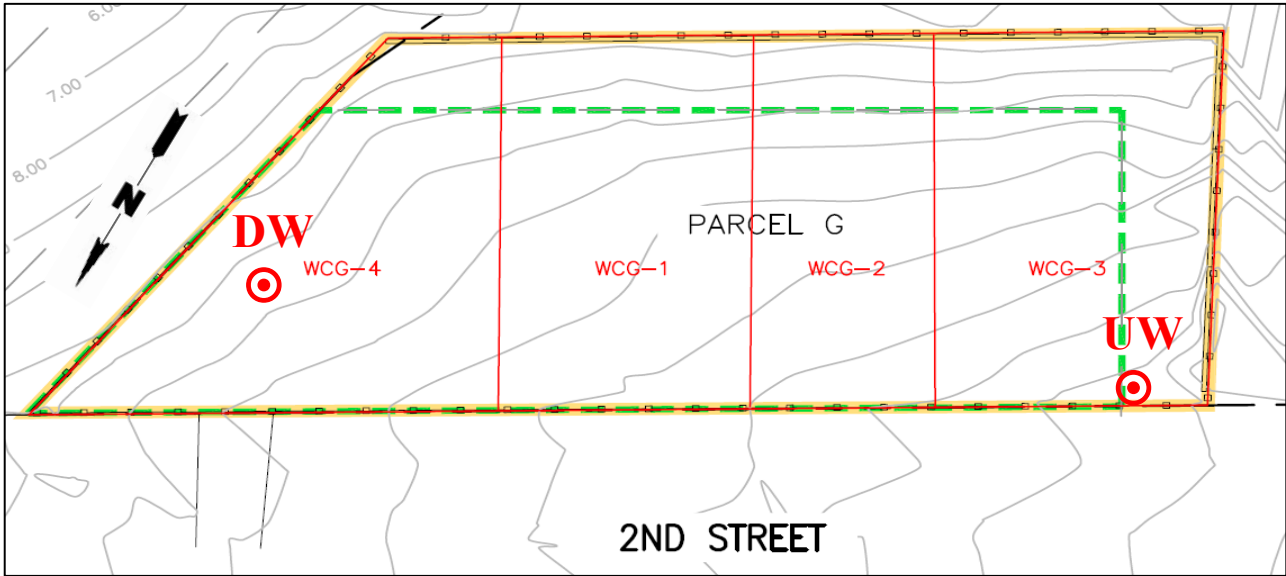 6.00
7.00
8.00
N
DW
WCG-4
WCG-1
PARCEL G
WCG-2
WCG-3
UW
2ND STREET